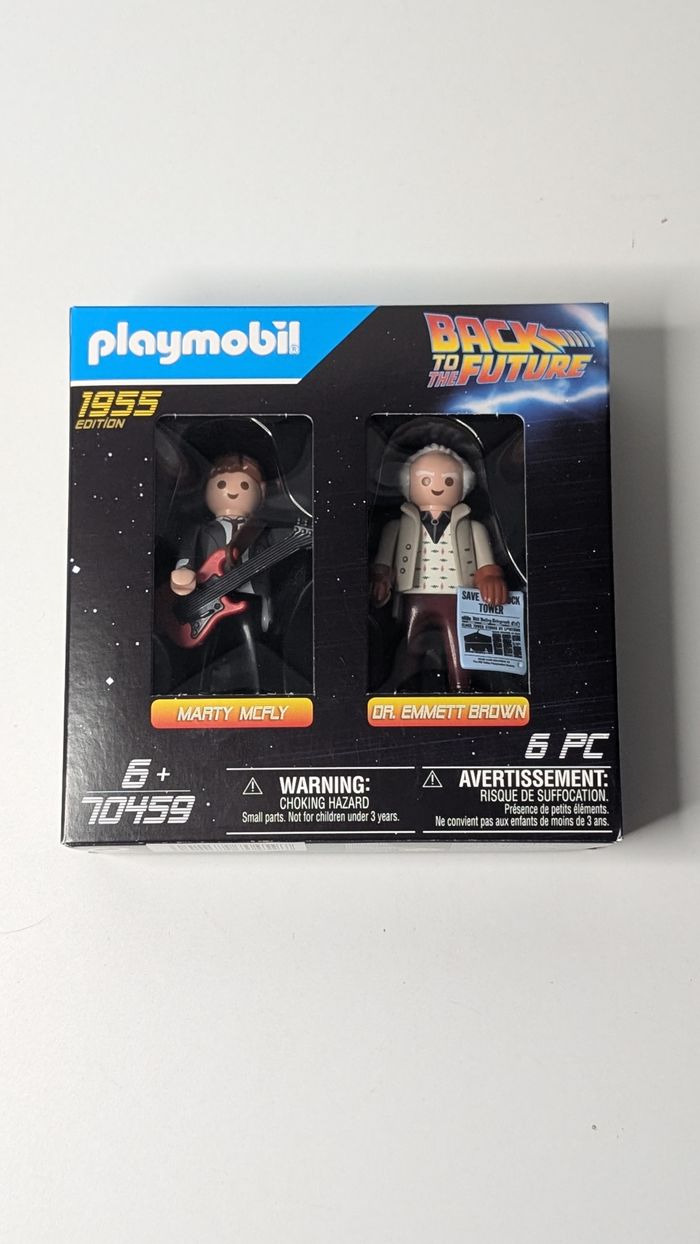 playmobil
BACK
TO THE FUTURE
1955
EDITION
SAVE
TOWER
MARTY MCFLY
DR. EMMETT BROWN
6 PC
6+
70459
WARNING:
CHOKING HAZARD
Small parts. Not for children under 3 years.
AVERTISSEMENT:
RISQUE DE SUFFOCATION.
Présence de petits éléments.
Ne convient pas aux enfants de moins de 3 ans.